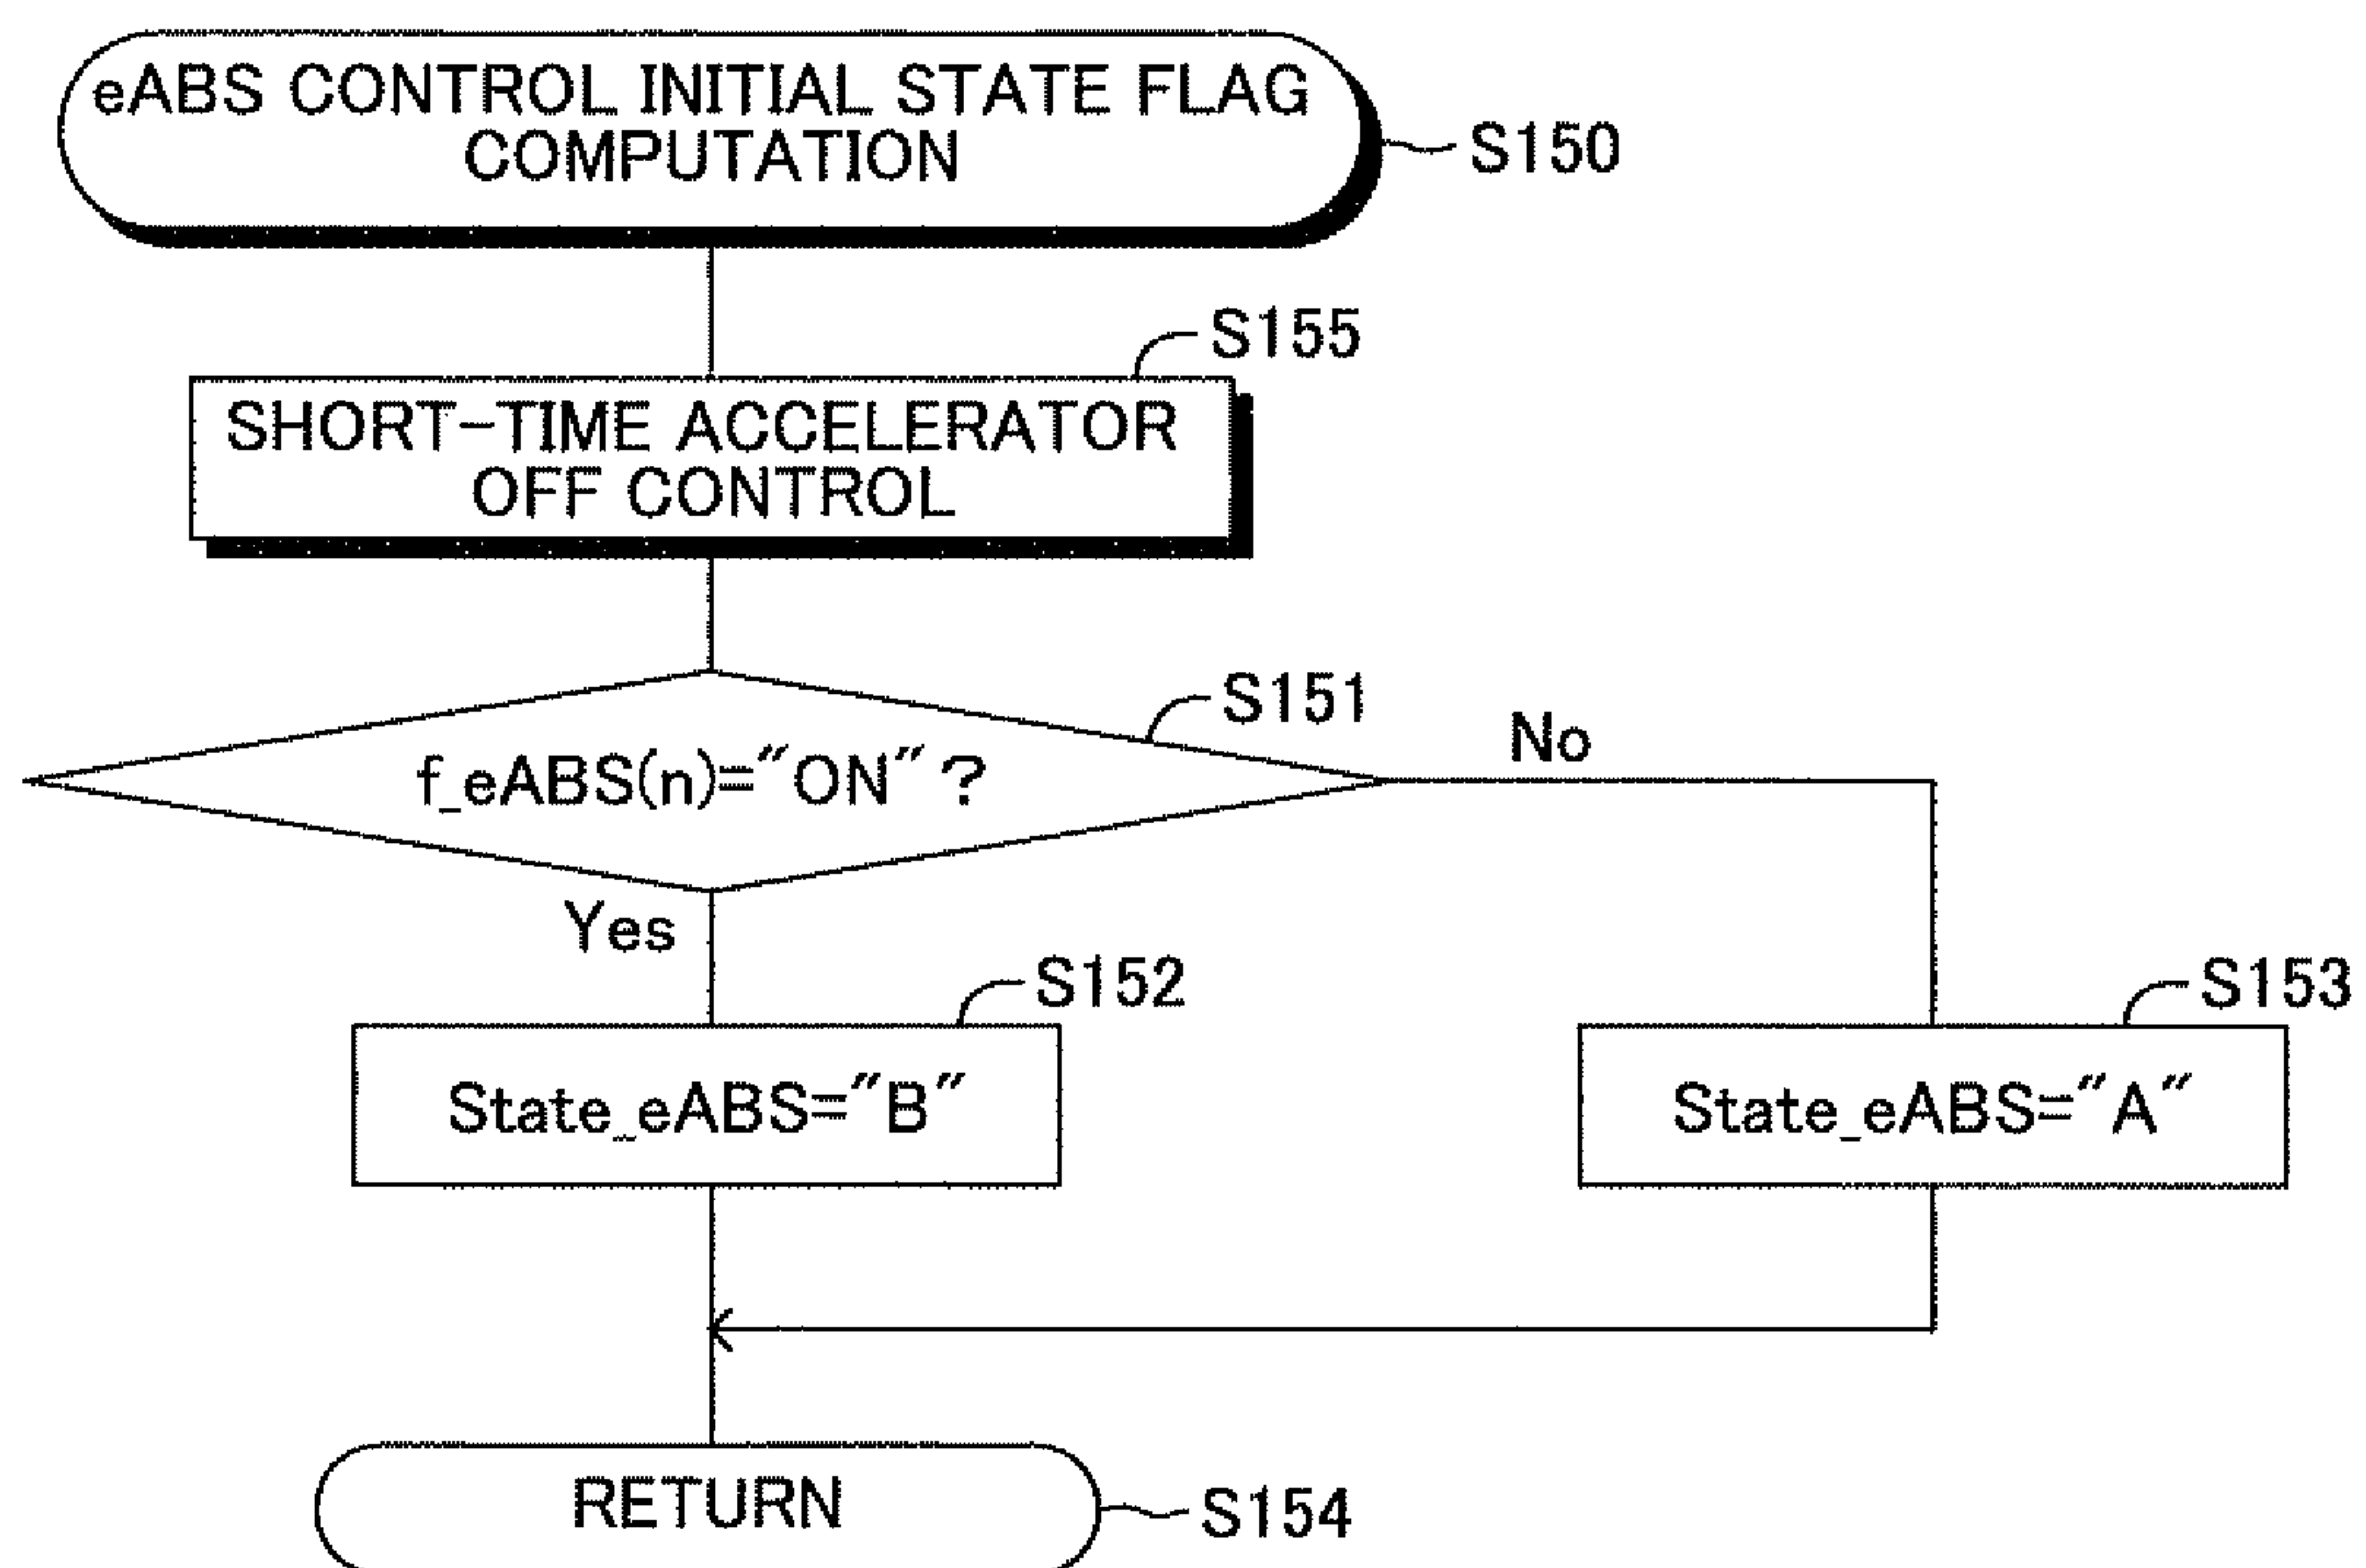 eABS CONTROL INITIAL STATE FLAG
COMPUTATION
S150
S155
SHORT-TIME ACCELERATOR
OFF CONTROL
S151
f_eABS(n)="ON"?
No
Yes
S152
State_eABS="B"
S153
State_eABS="A"
RETURN
S154